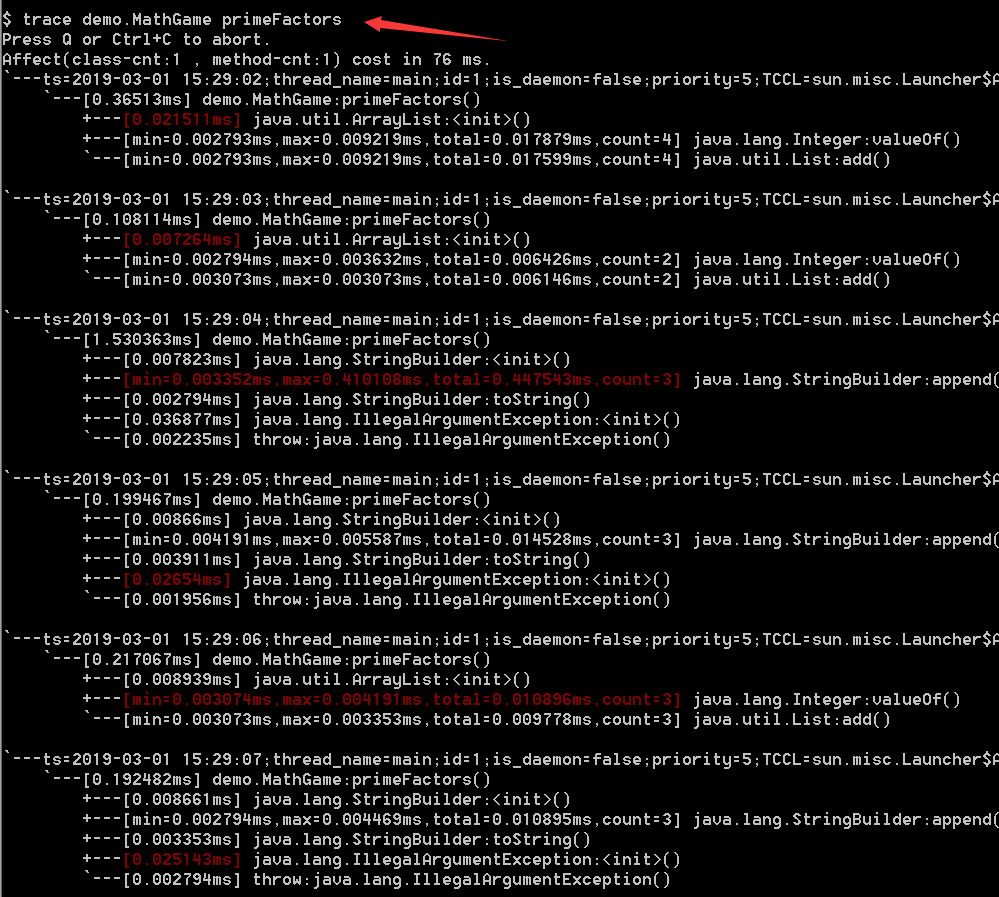 $ trace demo.MathGame primeFactors
Press Q or Ctrl+C to abort.
Affect(class-cnt:1 , method-cnt:1) cost in 76 ms.
`---ts=2019-03-01 15:29:02;thread_name=main;id=1;is_daemon=false;priority=5;TCCL=sun.misc.Launcher$A
    `---[0.36513ms] demo.MathGame:primeFactors()
        +---[0.021511ms] java.util.ArrayList:<init>()
        +---[min=0.002793ms,max=0.009219ms,total=0.017879ms,count=4] java.lang.Integer:valueOf()
        `---[min=0.002793ms,max=0.009219ms,total=0.017599ms,count=4] java.util.List:add()
`---ts=2019-03-01 15:29:03;thread_name=main;id=1;is_daemon=false;priority=5;TCCL=sun.misc.Launcher$A
    `---[0.108114ms] demo.MathGame:primeFactors()
        +---[0.007264ms] java.util.ArrayList:<init>()
        +---[min=0.002794ms,max=0.003632ms,total=0.006426ms,count=2] java.lang.Integer:valueOf()
        `---[min=0.003073ms,max=0.003073ms,total=0.006146ms,count=2] java.util.List:add()
`---ts=2019-03-01 15:29:04;thread_name=main;id=1;is_daemon=false;priority=5;TCCL=sun.misc.Launcher$A
    `---[1.530363ms] demo.MathGame:primeFactors()
        +---[0.007823ms] java.lang.StringBuilder:<init>()
        +---[min=0.003352ms,max=0.410108ms,total=0.447543ms,count=3] java.lang.StringBuilder:append(
        +---[0.002794ms] java.lang.StringBuilder:toString()
        +---[0.036877ms] java.lang.IllegalArgumentException:<init>()
        `---[0.002235ms] throw:java.lang.IllegalArgumentException()
`---ts=2019-03-01 15:29:05;thread_name=main;id=1;is_daemon=false;priority=5;TCCL=sun.misc.Launcher$A
    `---[0.199467ms] demo.MathGame:primeFactors()
        +---[0.00866ms] java.lang.StringBuilder:<init>()
        +---[min=0.004191ms,max=0.005587ms,total=0.014528ms,count=3] java.lang.StringBuilder:append(
        +---[0.003911ms] java.lang.StringBuilder:toString()
        +---[0.02654ms] java.lang.IllegalArgumentException:<init>()
        `---[0.001956ms] throw:java.lang.IllegalArgumentException()
`---ts=2019-03-01 15:29:06;thread_name=main;id=1;is_daemon=false;priority=5;TCCL=sun.misc.Launcher$A
    `---[0.217067ms] demo.MathGame:primeFactors()
        +---[0.008939ms] java.util.ArrayList:<init>()
        +---[min=0.003074ms,max=0.004191ms,total=0.010896ms,count=3] java.lang.Integer:valueOf()
        `---[min=0.003073ms,max=0.003353ms,total=0.009778ms,count=3] java.util.List:add()
`---ts=2019-03-01 15:29:07;thread_name=main;id=1;is_daemon=false;priority=5;TCCL=sun.misc.Launcher$A
    `---[0.192482ms] demo.MathGame:primeFactors()
        +---[0.008661ms] java.lang.StringBuilder:<init>()
        +---[min=0.002794ms,max=0.004469ms,total=0.010895ms,count=3] java.lang.StringBuilder:append(
        +---[0.003353ms] java.lang.StringBuilder:toString()
        +---[0.025143ms] java.lang.IllegalArgumentException:<init>()
        `---[0.002794ms] throw:java.lang.IllegalArgumentException()